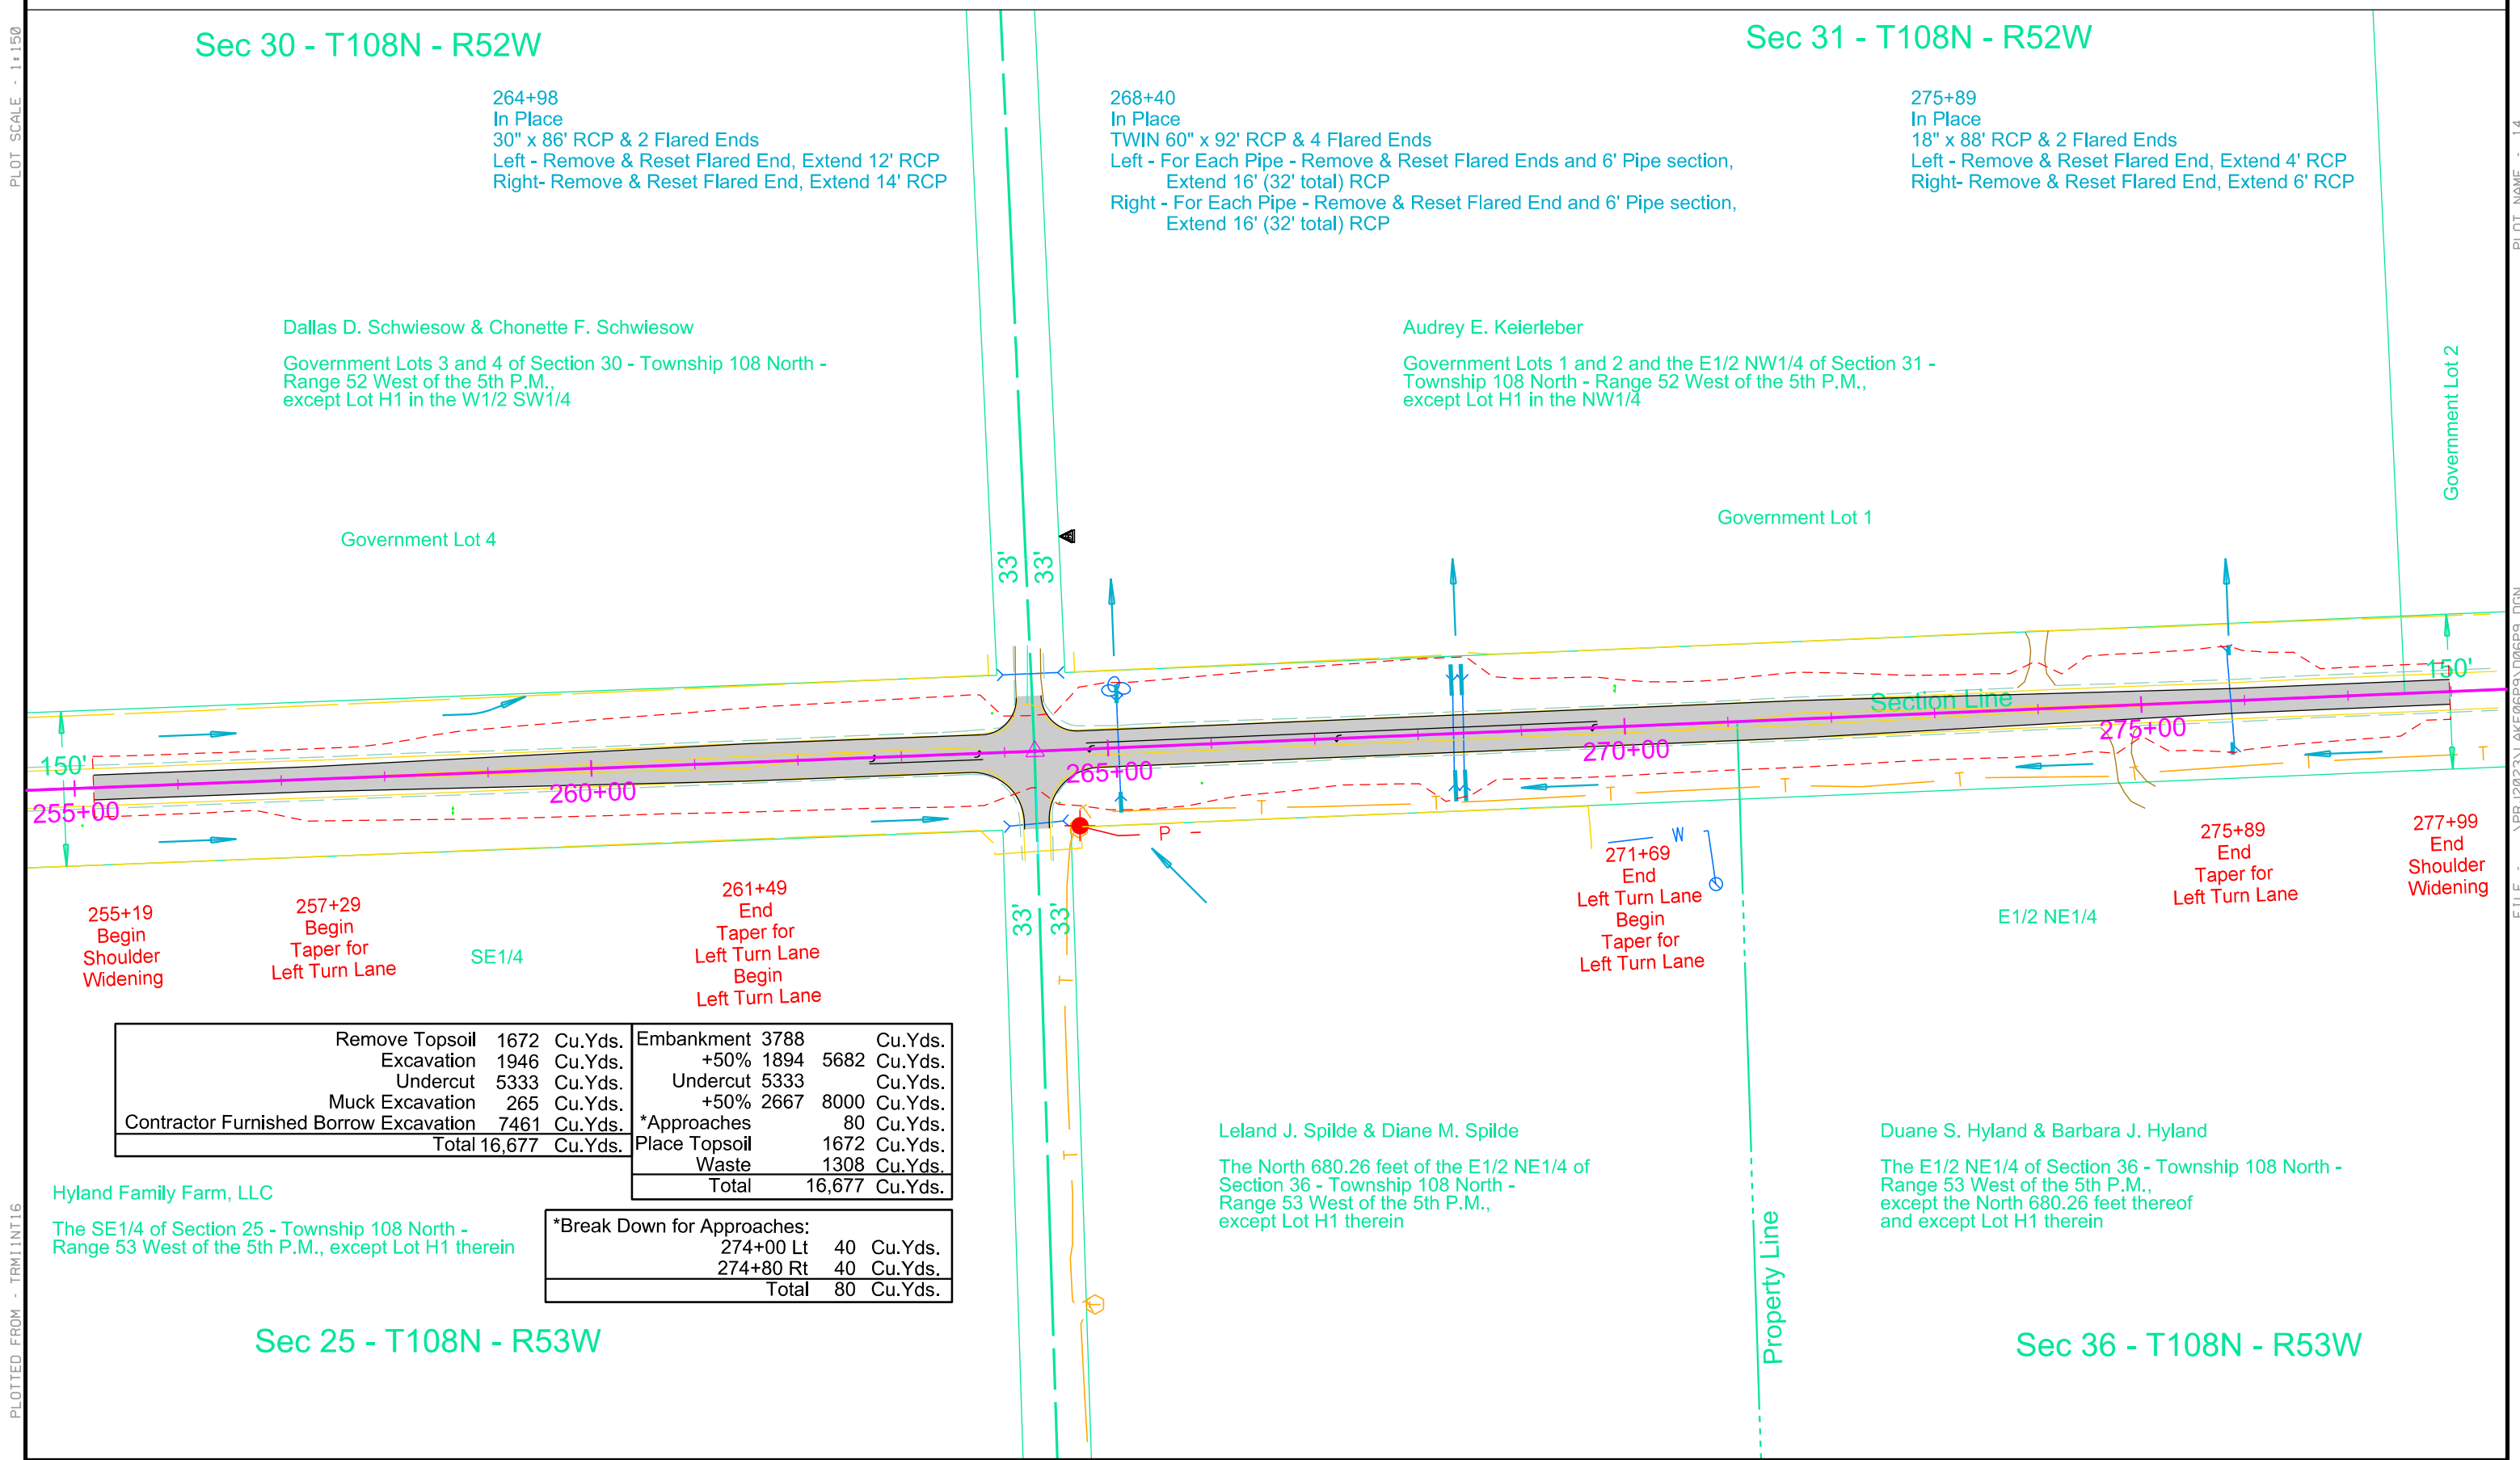 PLOT SCALE - 1:150
PLOTTED FROM - TRMIINT16
PLOT NAME - 14
Sec 30 - T108N - R52W
Sec 31 - T108N - R52W
264+98
In Place
30" x 86' RCP & 2 Flared Ends
Left - Remove & Reset Flared End, Extend 12' RCP
Right- Remove & Reset Flared End, Extend 14' RCP
268+40
In Place
TWIN 60" x 92' RCP & 4 Flared Ends
Left - For Each Pipe - Remove & Reset Flared Ends and 6' Pipe section,
Extend 16' (32' total) RCP
Right - For Each Pipe - Remove & Reset Flared End and 6' Pipe section,
Extend 16' (32' total) RCP
275+89
In Place
18" x 88' RCP & 2 Flared Ends
Left - Remove & Reset Flared End, Extend 4' RCP
Right- Remove & Reset Flared End, Extend 6' RCP
Dallas D. Schwiesow & Chonette F. Schwiesow
Government Lots 3 and 4 of Section 30 - Township 108 North -
Range 52 West of the 5th P.M.,
except Lot H1 in the W1/2 SW1/4
Audrey E. Keierleber
Government Lots 1 and 2 and the E1/2 NW1/4 of Section 31 -
Township 108 North - Range 52 West of the 5th P.M.,
except Lot H1 in the NW1/4
Government Lot 2
Government Lot 4
Government Lot 1
33'
33'
150'
150'
Section Line
255+00
260+00
265+00
270+00
275+00
T
T
T
T
T
T
T
T
P
W
33'
33'
T
T
255+19
Begin
Shoulder
Widening
257+29
Begin
Taper for
Left Turn Lane
SE1/4
261+49
End
Taper for
Left Turn Lane
Begin
Left Turn Lane
271+69
End
Left Turn Lane
Begin
Taper for
Left Turn Lane
E1/2 NE1/4
275+89
End
Taper for
Left Turn Lane
277+99
End
Shoulder
Widening
Remove Topsoil 1672 Cu.Yds.
Excavation 1946 Cu.Yds.
Undercut 5333 Cu.Yds.
Muck Excavation 265 Cu.Yds.
Contractor Furnished Borrow Excavation 7461 Cu.Yds.
Total 16,677 Cu.Yds.
Embankment 3788 Cu.Yds.
+50% 1894 5682 Cu.Yds.
Undercut 5333 Cu.Yds.
+50% 2667 8000 Cu.Yds.
*Approaches 80 Cu.Yds.
Place Topsoil 1672 Cu.Yds.
Waste 1308 Cu.Yds.
Total 16,677 Cu.Yds.
*Break Down for Approaches:
274+00 Lt 40 Cu.Yds.
274+80 Rt 40 Cu.Yds.
Total 80 Cu.Yds.
Hyland Family Farm, LLC
The SE1/4 of Section 25 - Township 108 North -
Range 53 West of the 5th P.M., except Lot H1 therein
Leland J. Spilde & Diane M. Spilde
The North 680.26 feet of the E1/2 NE1/4 of
Section 36 - Township 108 North -
Range 53 West of the 5th P.M.,
except Lot H1 therein
Property Line
Duane S. Hyland & Barbara J. Hyland
The E1/2 NE1/4 of Section 36 - Township 108 North -
Range 53 West of the 5th P.M.,
except the North 680.26 feet thereof
and except Lot H1 therein
Sec 25 - T108N - R53W
Sec 36 - T108N - R53W